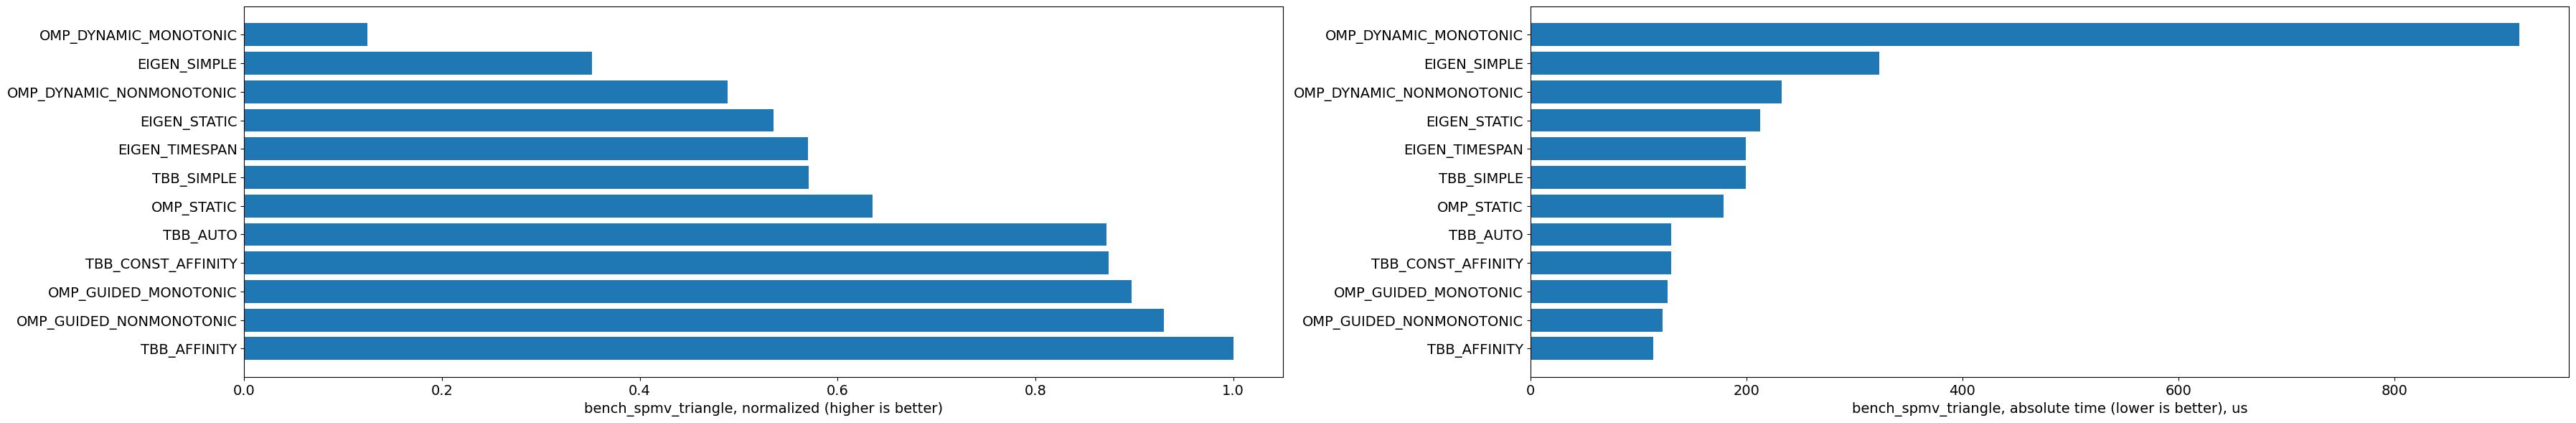 OMP_DYNAMIC_MONOTONIC
EIGEN_SIMPLE
OMP_DYNAMIC_NONMONOTONIC
EIGEN_STATIC
EIGEN_TIMESPAN
TBB_SIMPLE
OMP_STATIC
TBB_AUTO
TBB_CONST_AFFINITY
OMP_GUIDED_MONOTONIC
OMP_GUIDED_NONMONOTONIC
TBB_AFFINITY
0.0 0.2 0.4 0.6 0.8 1.0
bench_spmv_triangle, normalized (higher is better)
OMP_DYNAMIC_MONOTONIC
EIGEN_SIMPLE
OMP_DYNAMIC_NONMONOTONIC
EIGEN_STATIC
EIGEN_TIMESPAN
TBB_SIMPLE
OMP_STATIC
TBB_AUTO
TBB_CONST_AFFINITY
OMP_GUIDED_MONOTONIC
OMP_GUIDED_NONMONOTONIC
TBB_AFFINITY
0 200 400 600 800
bench_spmv_triangle, absolute time (lower is better), us